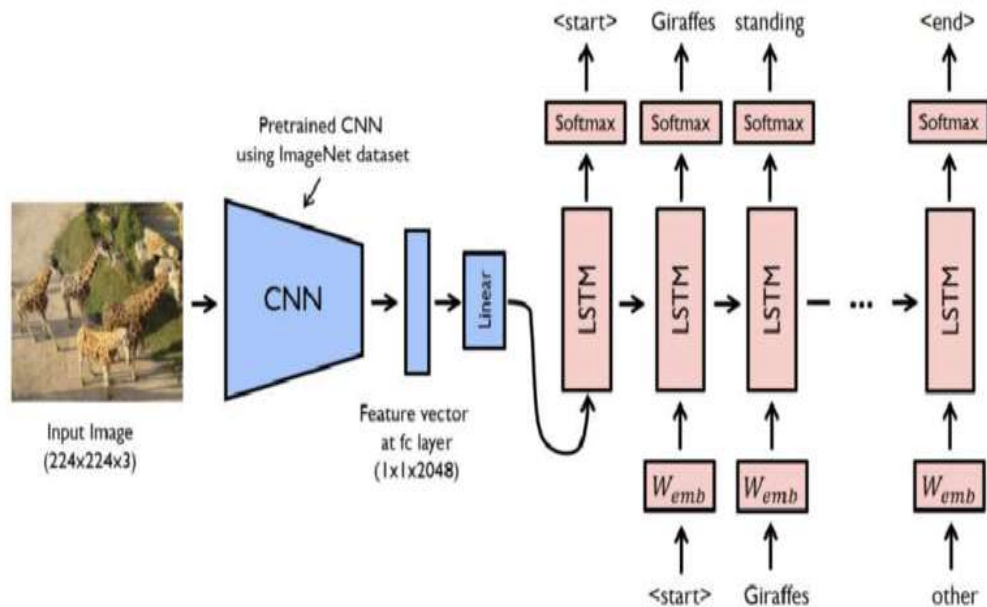 <start> Giraffes standing <end>
Softmax Softmax Softmax Softmax
Pretrained CNN
using ImageNet dataset
CNN
Linear
LSTM LSTM LSTM ... LSTM
Input Image
(224x224x3)
Feature vector
at fc layer
(1x1x2048)
W_emb W_emb W_emb
<start> Giraffes other